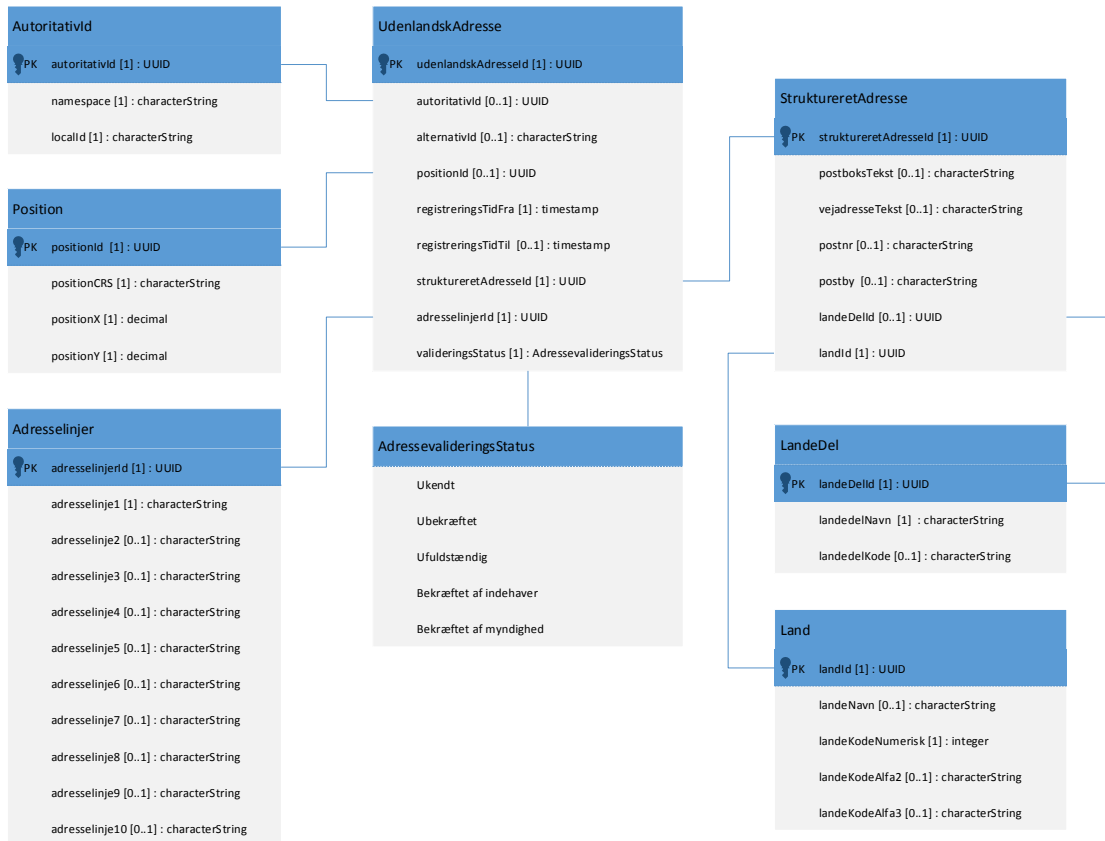 AutoritativId
PK autoritativId [1] : UUID
namespace [1] : characterString
localId [1] : characterString
Position
PK positionId [1] : UUID
positionCRS [1] : characterString
positionX [1] : decimal
positionY [1] : decimal
Adresselinjer
PK adresselinjerId [1] : UUID
adresselinje1 [1] : characterString
adresselinje2 [0..1] : characterString
adresselinje3 [0..1] : characterString
adresselinje4 [0..1] : characterString
adresselinje5 [0..1] : characterString
adresselinje6 [0..1] : characterString
adresselinje7 [0..1] : characterString
adresselinje8 [0..1] : characterString
adresselinje9 [0..1] : characterString
adresselinje10 [0..1] : characterString
UdenlandskAdresse
PK udenlandskAdresseId [1] : UUID
autoritativId [0..1] : UUID
alternativId [0..1] : characterString
positionId [0..1] : UUID
registreringsTidFra [1] : timestamp
registreringsTidTil [0..1] : timestamp
struktureretAdresseId [1] : UUID
adresselinjerId [1] : UUID
valideringsStatus [1] : AdressevalideringsStatus
AdressevalideringsStatus
Ukendt
Ubekræftet
Ufuldstændig
Bekræftet af indehaver
Bekræftet af myndighed
StruktureretAdresse
PK struktureretAdresseId [1] : UUID
postboksTekst [0..1] : characterString
vejadresseTekst [0..1] : characterString
postnr [0..1] : characterString
postby [0..1] : characterString
landeDelId [0..1] : UUID
landId [1] : UUID
LandeDel
PK landeDelId [1] : UUID
landedelNavn [1] : characterString
landedelKode [0..1] : characterString
Land
PK landId [1] : UUID
landeNavn [0..1] : characterString
landeKodeNumerisk [1] : integer
landeKodeAlfa2 [0..1] : characterString
landeKodeAlfa3 [0..1] : characterString